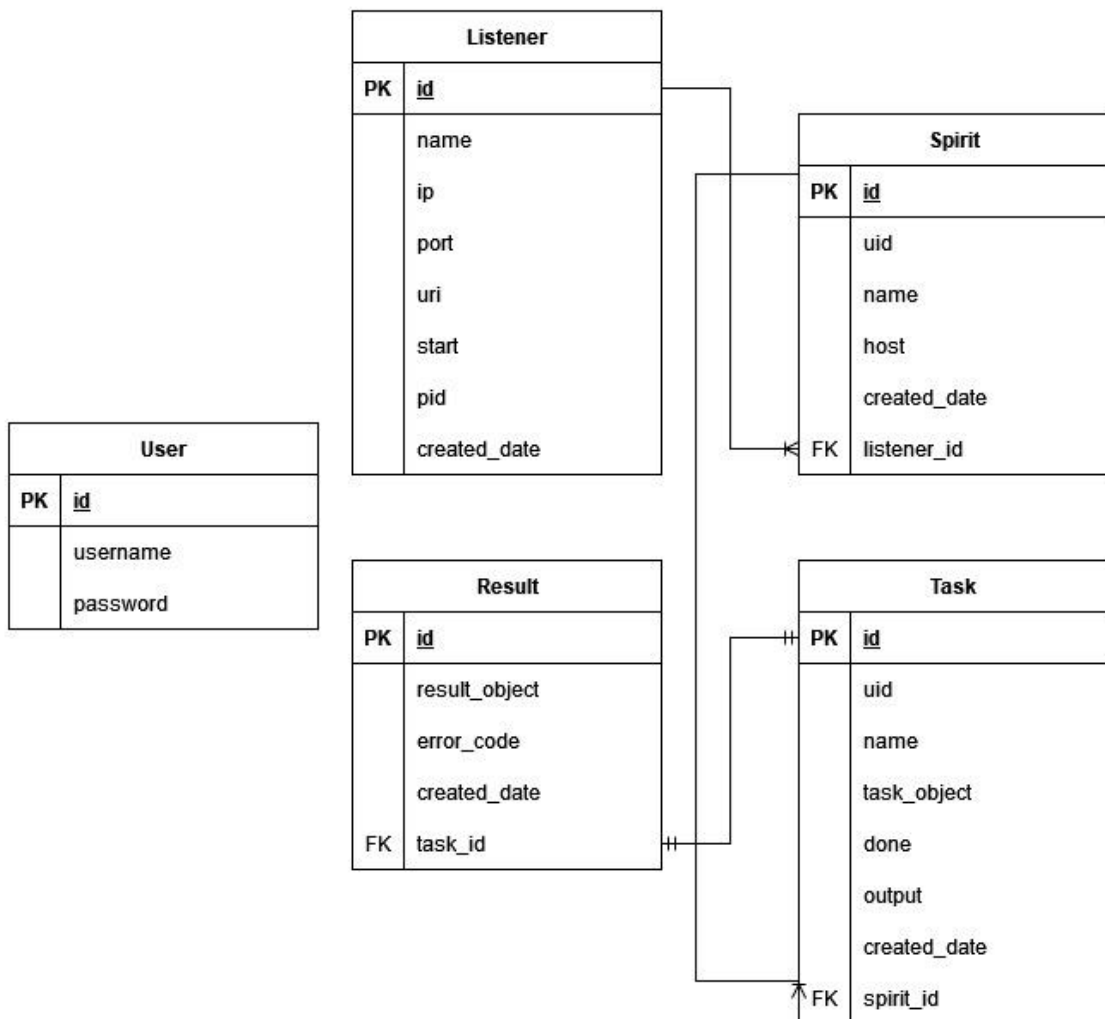 Listener
PK id
name
ip
port
uri
start
pid
created_date
Spirit
PK id
uid
name
host
created_date
FK listener_id
User
PK id
username
password
Result
PK id
result_object
error_code
created_date
FK task_id
Task
PK id
uid
name
task_object
done
output
created_date
FK spirit_id